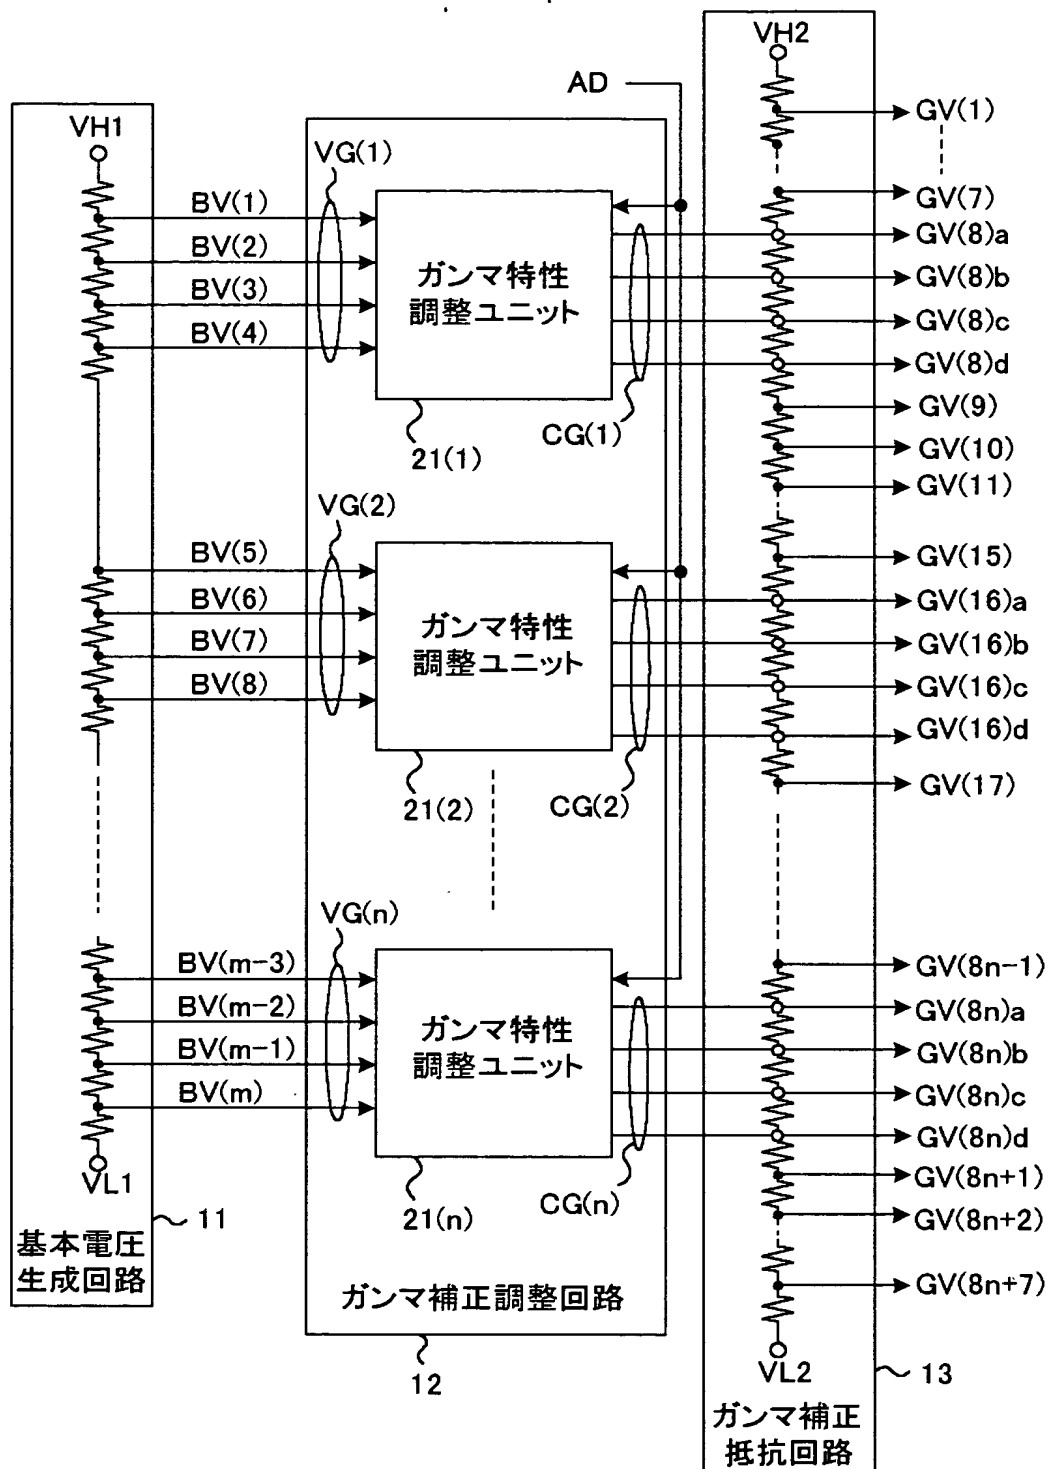 VH2
AD
GV(1)
VH1
VG(1)
BV(1)
BV(2)
BV(3)
BV(4)
ガンマ特性
調整ユニット
21(1)
CG(1)
GV(7)
GV(8)a
GV(8)b
GV(8)c
GV(8)d
GV(9)
GV(10)
GV(11)
VG(2)
BV(5)
BV(6)
BV(7)
BV(8)
ガンマ特性
調整ユニット
21(2)
CG(2)
GV(15)
GV(16)a
GV(16)b
GV(16)c
GV(16)d
GV(17)
VG(n)
BV(m-3)
BV(m-2)
BV(m-1)
BV(m)
ガンマ特性
調整ユニット
21(n)
CG(n)
GV(8n-1)
GV(8n)a
GV(8n)b
GV(8n)c
GV(8n)d
GV(8n+1)
GV(8n+2)
GV(8n+7)
VL1
11
基本電圧
生成回路
ガンマ補正調整回路
12
VL2
13
ガンマ補正
抵抗回路